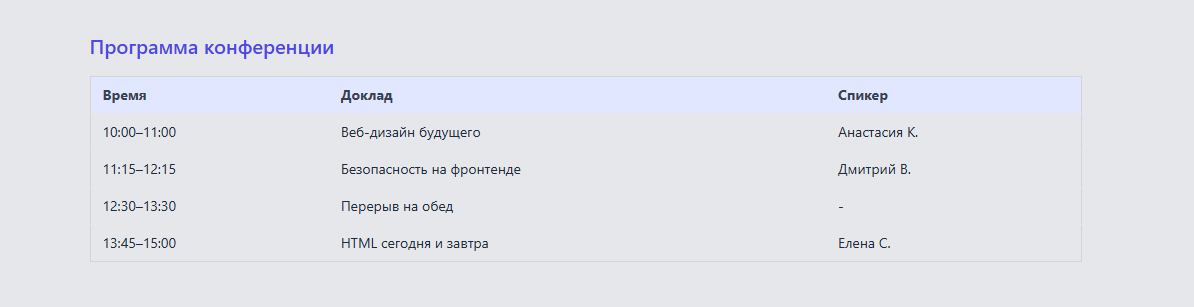 Программа конференции
Время Доклад Спикер
10:00–11:00 Веб-дизайн будущего Анастасия К.
11:15–12:15 Безопасность на фронтенде Дмитрий В.
12:30–13:30 Перерыв на обед -
13:45–15:00 HTML сегодня и завтра Елена С.